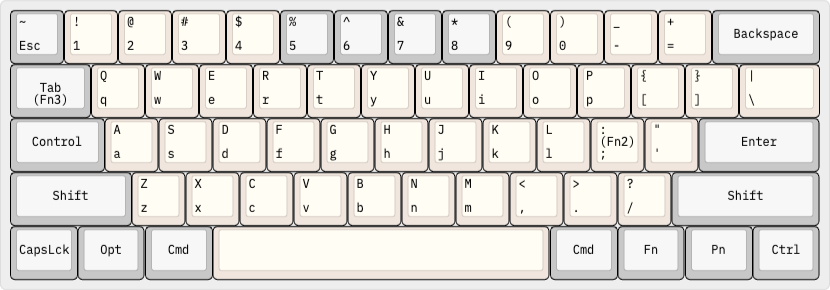 ~ ! @ # $ % ^ & * ( ) _ +
Esc 1 2 3 4 5 6 7 8 9 0 - = Backspace
Tab Q W E R T Y U I O P { } |
(Fn3) q w e r t y u i o p [ ] \
Control A S D F G H J K L : " Enter
(Fn2)
a s d f g h j k l ; '
Shift Z X C V B N M < > ? Shift
z x c v b n m , . /
CapsLck Opt Cmd Cmd Fn Pn Ctrl